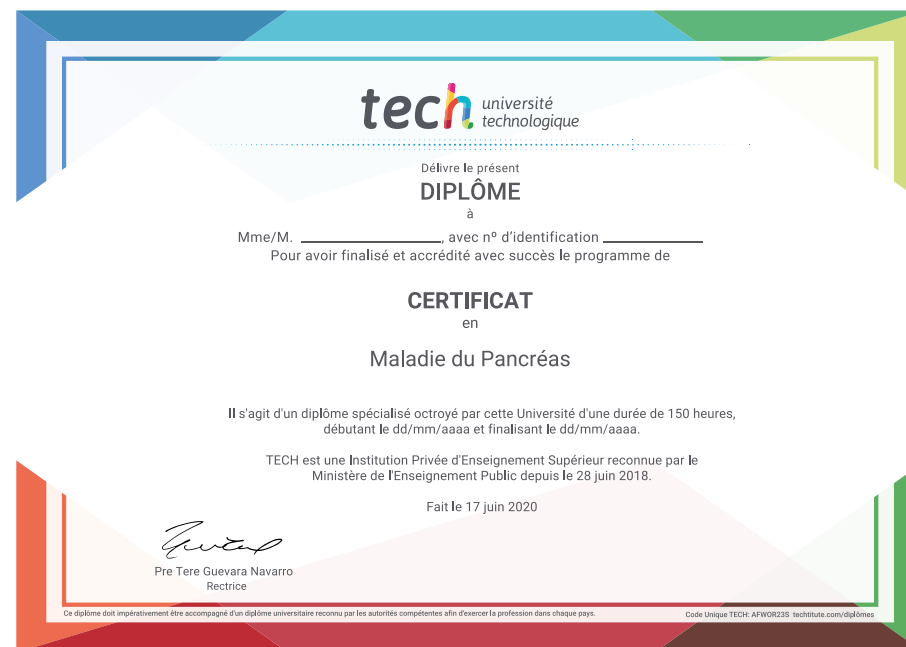 tech université
technologique
Délivre le présent
DIPLÔME
à
Mme/M. ____________________, avec nº d'identification ______________
Pour avoir finalisé et accrédité avec succès le programme de
CERTIFICAT
en
Maladie du Pancréas
Il s'agit d'un diplôme spécialisé octroyé par cette Université d'une durée de 150 heures,
débutant le dd/mm/aaaa et finalisant le dd/mm/aaaa.
TECH est une Institution Privée d'Enseignement Supérieur reconnue par le
Ministère de l'Enseignement Public depuis le 28 juin 2018.
Fait le 17 juin 2020
Pre Tere Guevara Navarro
Rectrice
Ce diplôme doit impérativement être accompagné d'un diplôme universitaire reconnu par les autorités compétentes afin d'exercer la profession dans chaque pays.
Code Unique TECH: AFWOR23S techtitute.com/diplômes